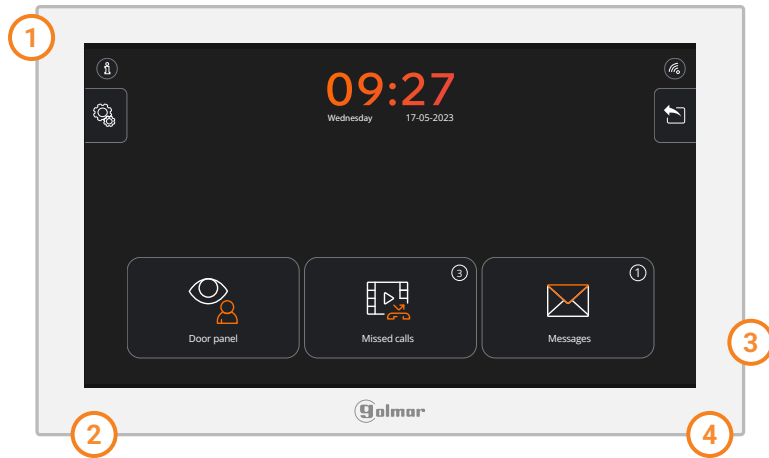 1
09:27
Wednesday 17-05-2023
3
1
Door panel
Missed calls
Messages
3
golmar
2
4